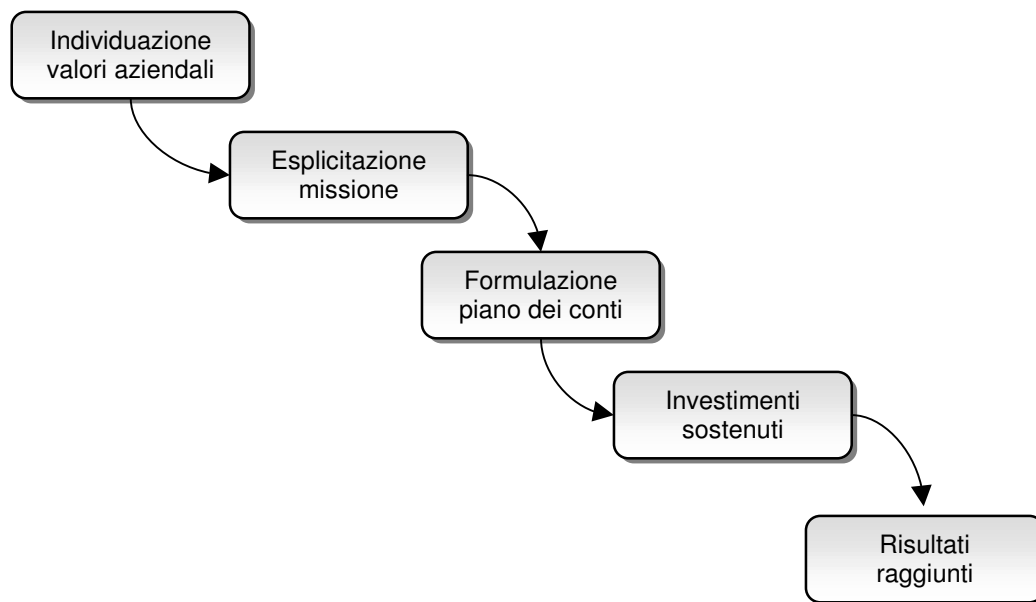 Individuazione
valori aziendali
Esplicitazione
missione
Formulazione
piano dei conti
Investimenti
sostenuti
Risultati
raggiunti